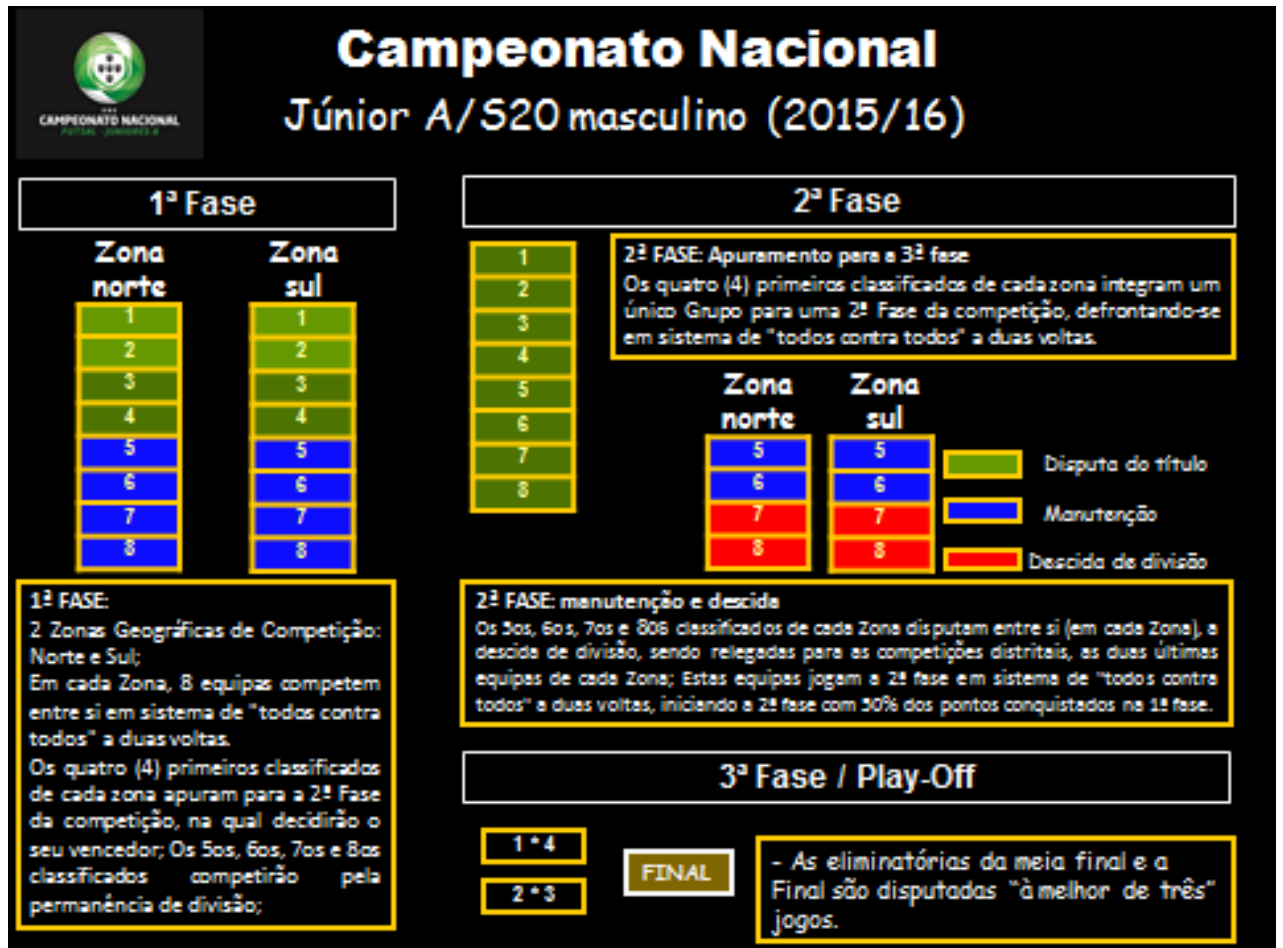 Campeonato Nacional
Júnior A/S20 masculino (2015/16)
CAMPEONATO NACIONAL
FUTSAL - JUNIORES A
1ª Fase
Zona
norte
Zona
sul
1
2
3
4
5
6
7
8
1
2
3
4
5
6
7
8
1ª FASE:
2 Zonas Geográficas de Competição:
Norte e Sul;
Em cada Zona, 8 equipas competem
entre si em sistema de "todos contra
todos" a duas voltas.
Os quatro (4) primeiros classificados
de cada zona apuram para a 2ª Fase
da competição, na qual decidirão o
seu vencedor; Os 5os, 6os, 7os e 8os
classificados competirão pela
permanência de divisão;
2ª Fase
1
2
3
4
5
6
7
8
2ª FASE: Apuramento para a 3ª fase
Os quatro (4) primeiros classificados de cada zona integram um
único Grupo para uma 2ª Fase da competição, defrontando-se
em sistema de "todos contra todos" a duas voltas.
Zona
norte
Zona
sul
5
6
7
8
5
6
7
8
Disputa do título
Manutenção
Descida de divisão
2ª FASE: manutenção e descida
Os 5os, 6os, 7os e 8os classificados de cada Zona disputam entre si (em cada Zona), a
descida de divisão, sendo relegadas para as competições distritais, as duas últimas
equipas de cada Zona; Estas equipas jogam a 2ª fase em sistema de "todos contra
todos" a duas voltas, iniciando a 2ª fase com 50% dos pontos conquistados na 1ª fase.
3ª Fase / Play-Off
1 * 4
2 * 3
FINAL
- As eliminatórias da meia final e a
Final são disputadas “à melhor de três”
jogos.